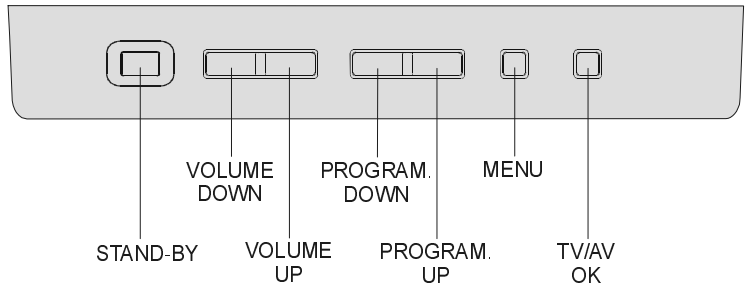 VOLUME
DOWN
PROGRAM.
DOWN
MENU
STAND-BY
VOLUME
UP
PROGRAM.
UP
TV/AV
OK